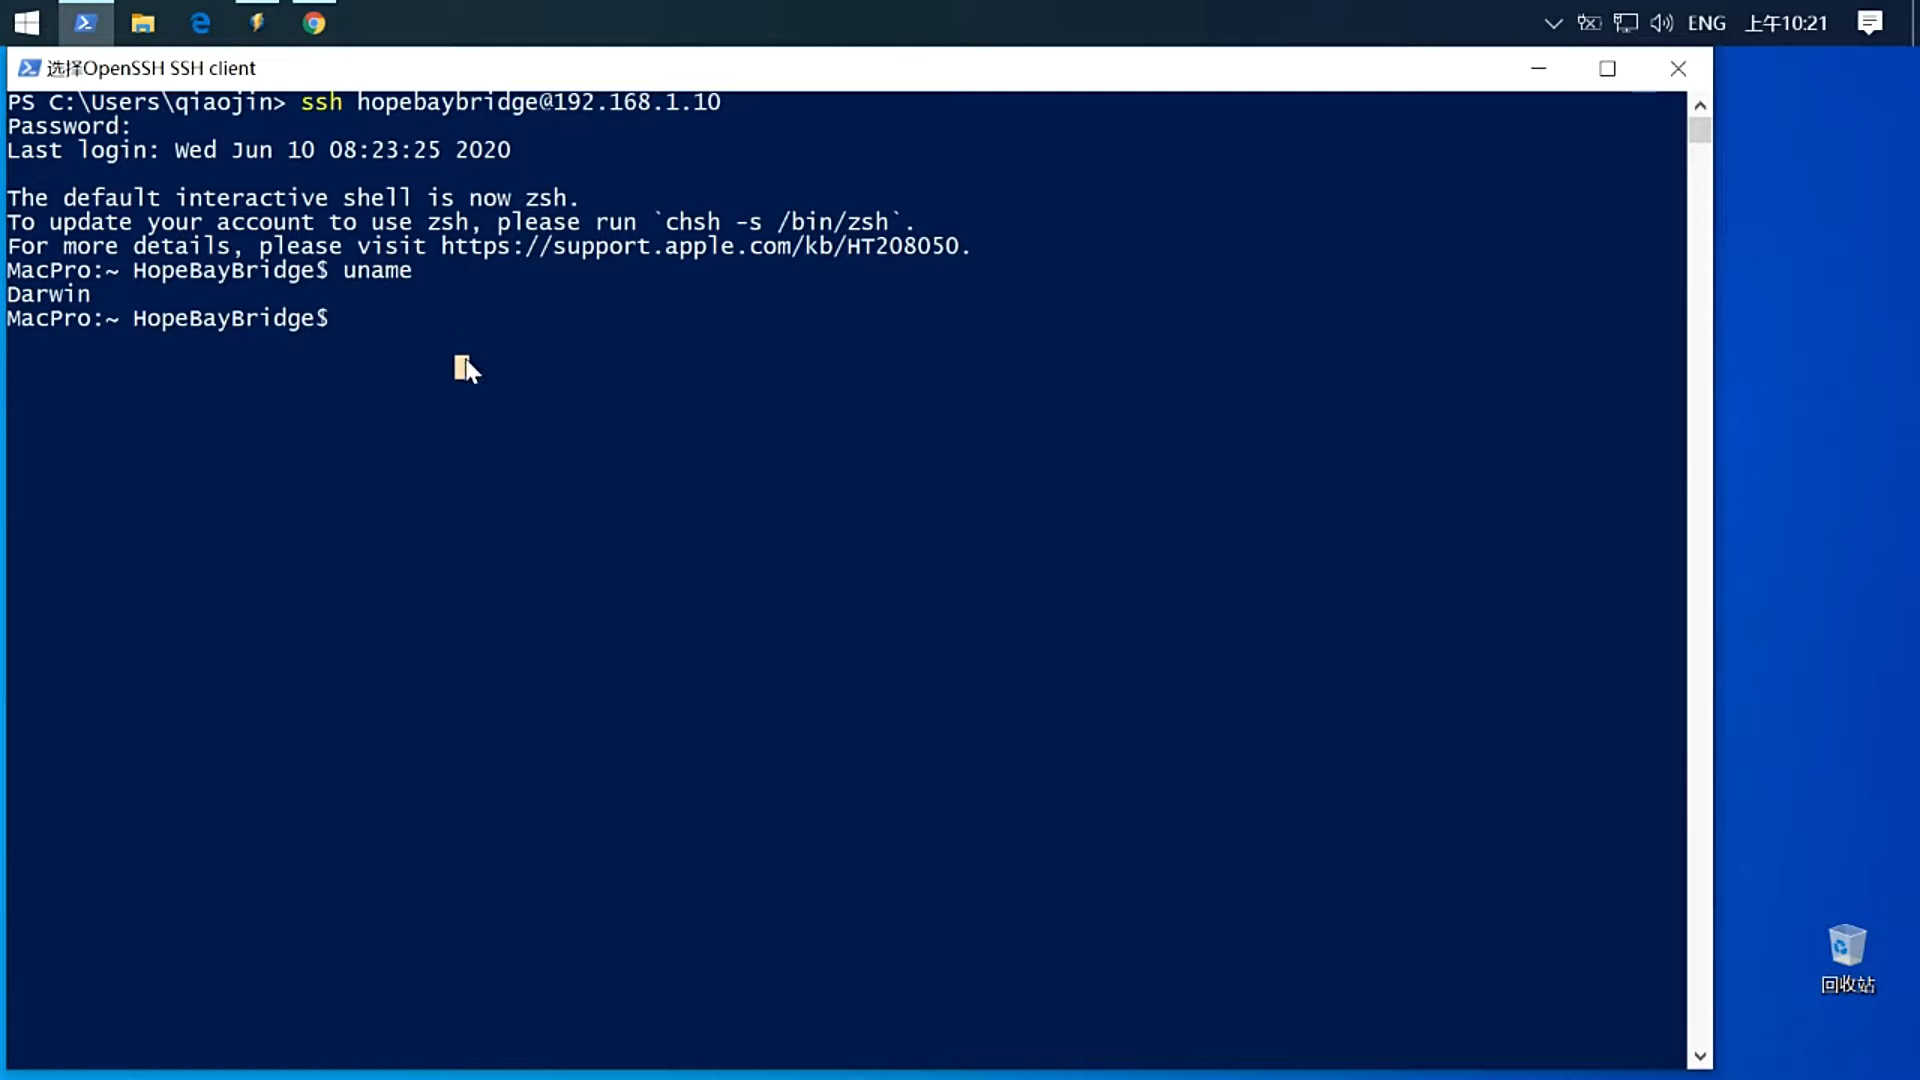 ENG 上午10:21
选择OpenSSH SSH client
PS C:\Users\qiaojin> ssh hopebaybridge@192.168.1.10
Password:
Last login: Wed Jun 10 08:23:25 2020
The default interactive shell is now zsh.
To update your account to use zsh, please run `chsh -s /bin/zsh`.
For more details, please visit https://support.apple.com/kb/HT208050.
MacPro:~ HopeBayBridge$ uname
Darwin
MacPro:~ HopeBayBridge$
回收站